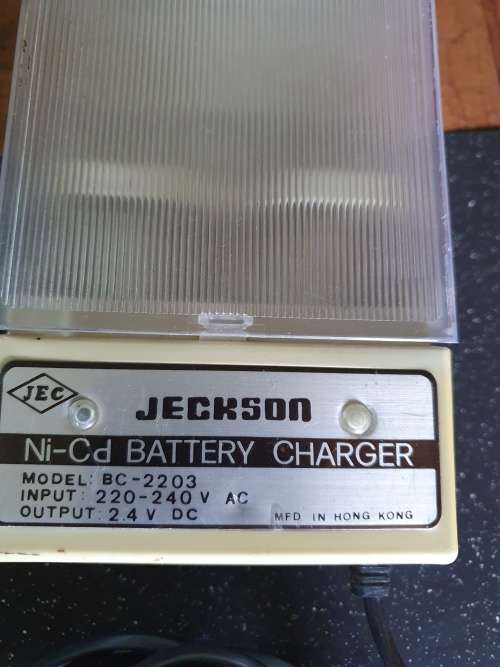 JEC
JECKSON
Ni-Cd BATTERY CHARGER
MODEL: BC-2203
INPUT: 220-240 V AC
OUTPUT: 2.4 V DC
MFD IN HONG KONG